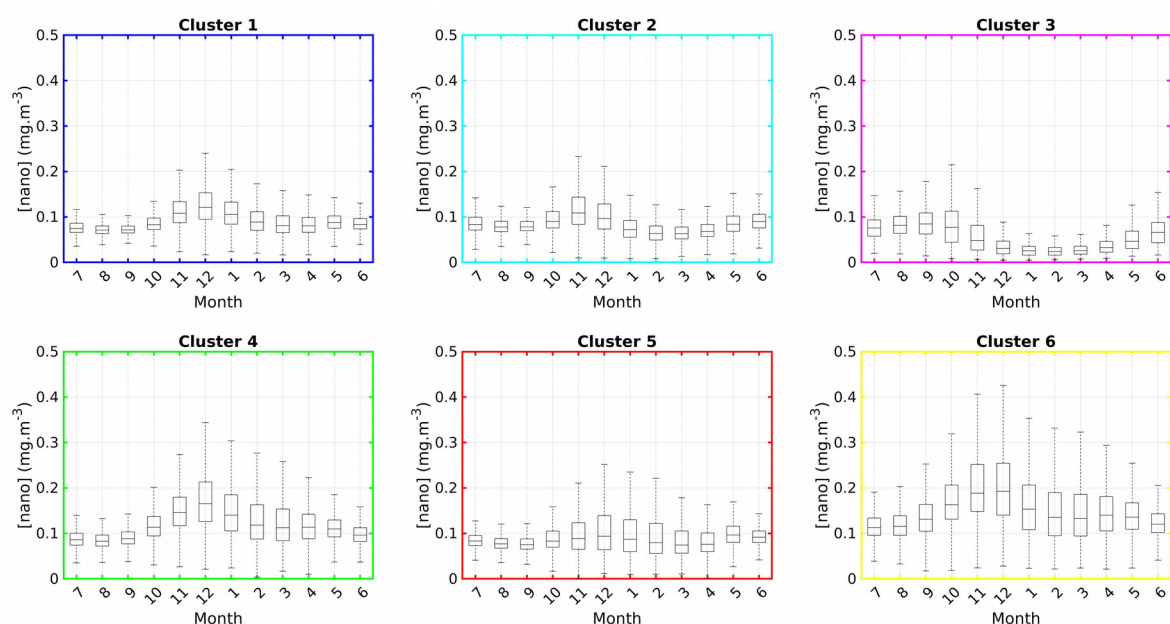 Cluster 1
0.5
0.4
0.3
0.2
0.1
0
[nano] (mg.m-3)
7 8 9 10 11 12 1 2 3 4 5 6
Month
Cluster 2
0.5
0.4
0.3
0.2
0.1
0
[nano] (mg.m-3)
7 8 9 10 11 12 1 2 3 4 5 6
Month
Cluster 3
0.5
0.4
0.3
0.2
0.1
0
[nano] (mg.m-3)
7 8 9 10 11 12 1 2 3 4 5 6
Month
Cluster 4
0.5
0.4
0.3
0.2
0.1
0
[nano] (mg.m-3)
7 8 9 10 11 12 1 2 3 4 5 6
Month
Cluster 5
0.5
0.4
0.3
0.2
0.1
0
[nano] (mg.m-3)
7 8 9 10 11 12 1 2 3 4 5 6
Month
Cluster 6
0.5
0.4
0.3
0.2
0.1
0
[nano] (mg.m-3)
7 8 9 10 11 12 1 2 3 4 5 6
Month